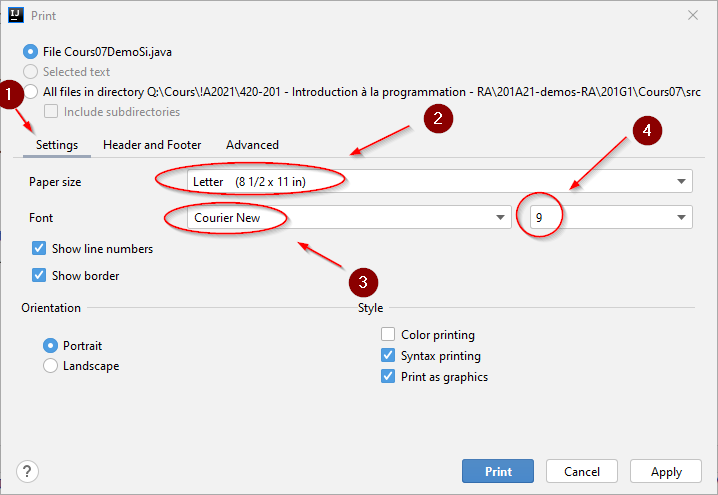 IJ Print
File Cours07DemoSi.java
Selected text
All files in directory Q:\Cours\!A2021\420-201 - Introduction à la programmation - RA\201A21-demos-RA\201G1\Cours07\src
1
Include subdirectories
2
4
Settings Header and Footer Advanced
Paper size Letter (8 1/2 x 11 in)
Font Courier New 9
Show line numbers
3
Show border
Orientation Style
Color printing
Portrait
Syntax printing
Landscape
Print as graphics
? Print Cancel Apply